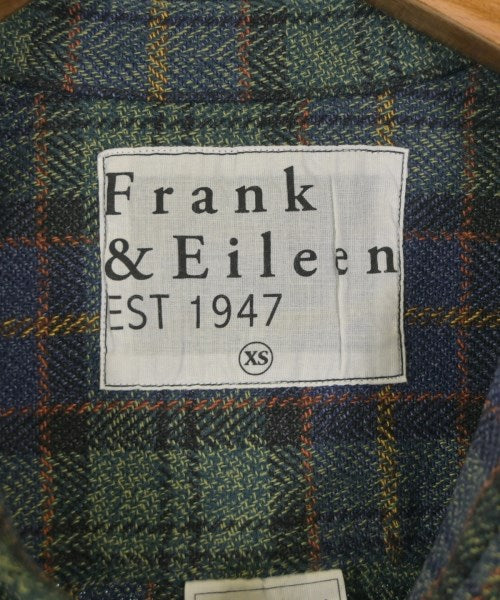 Frank
& Eileen
EST 1947
XS